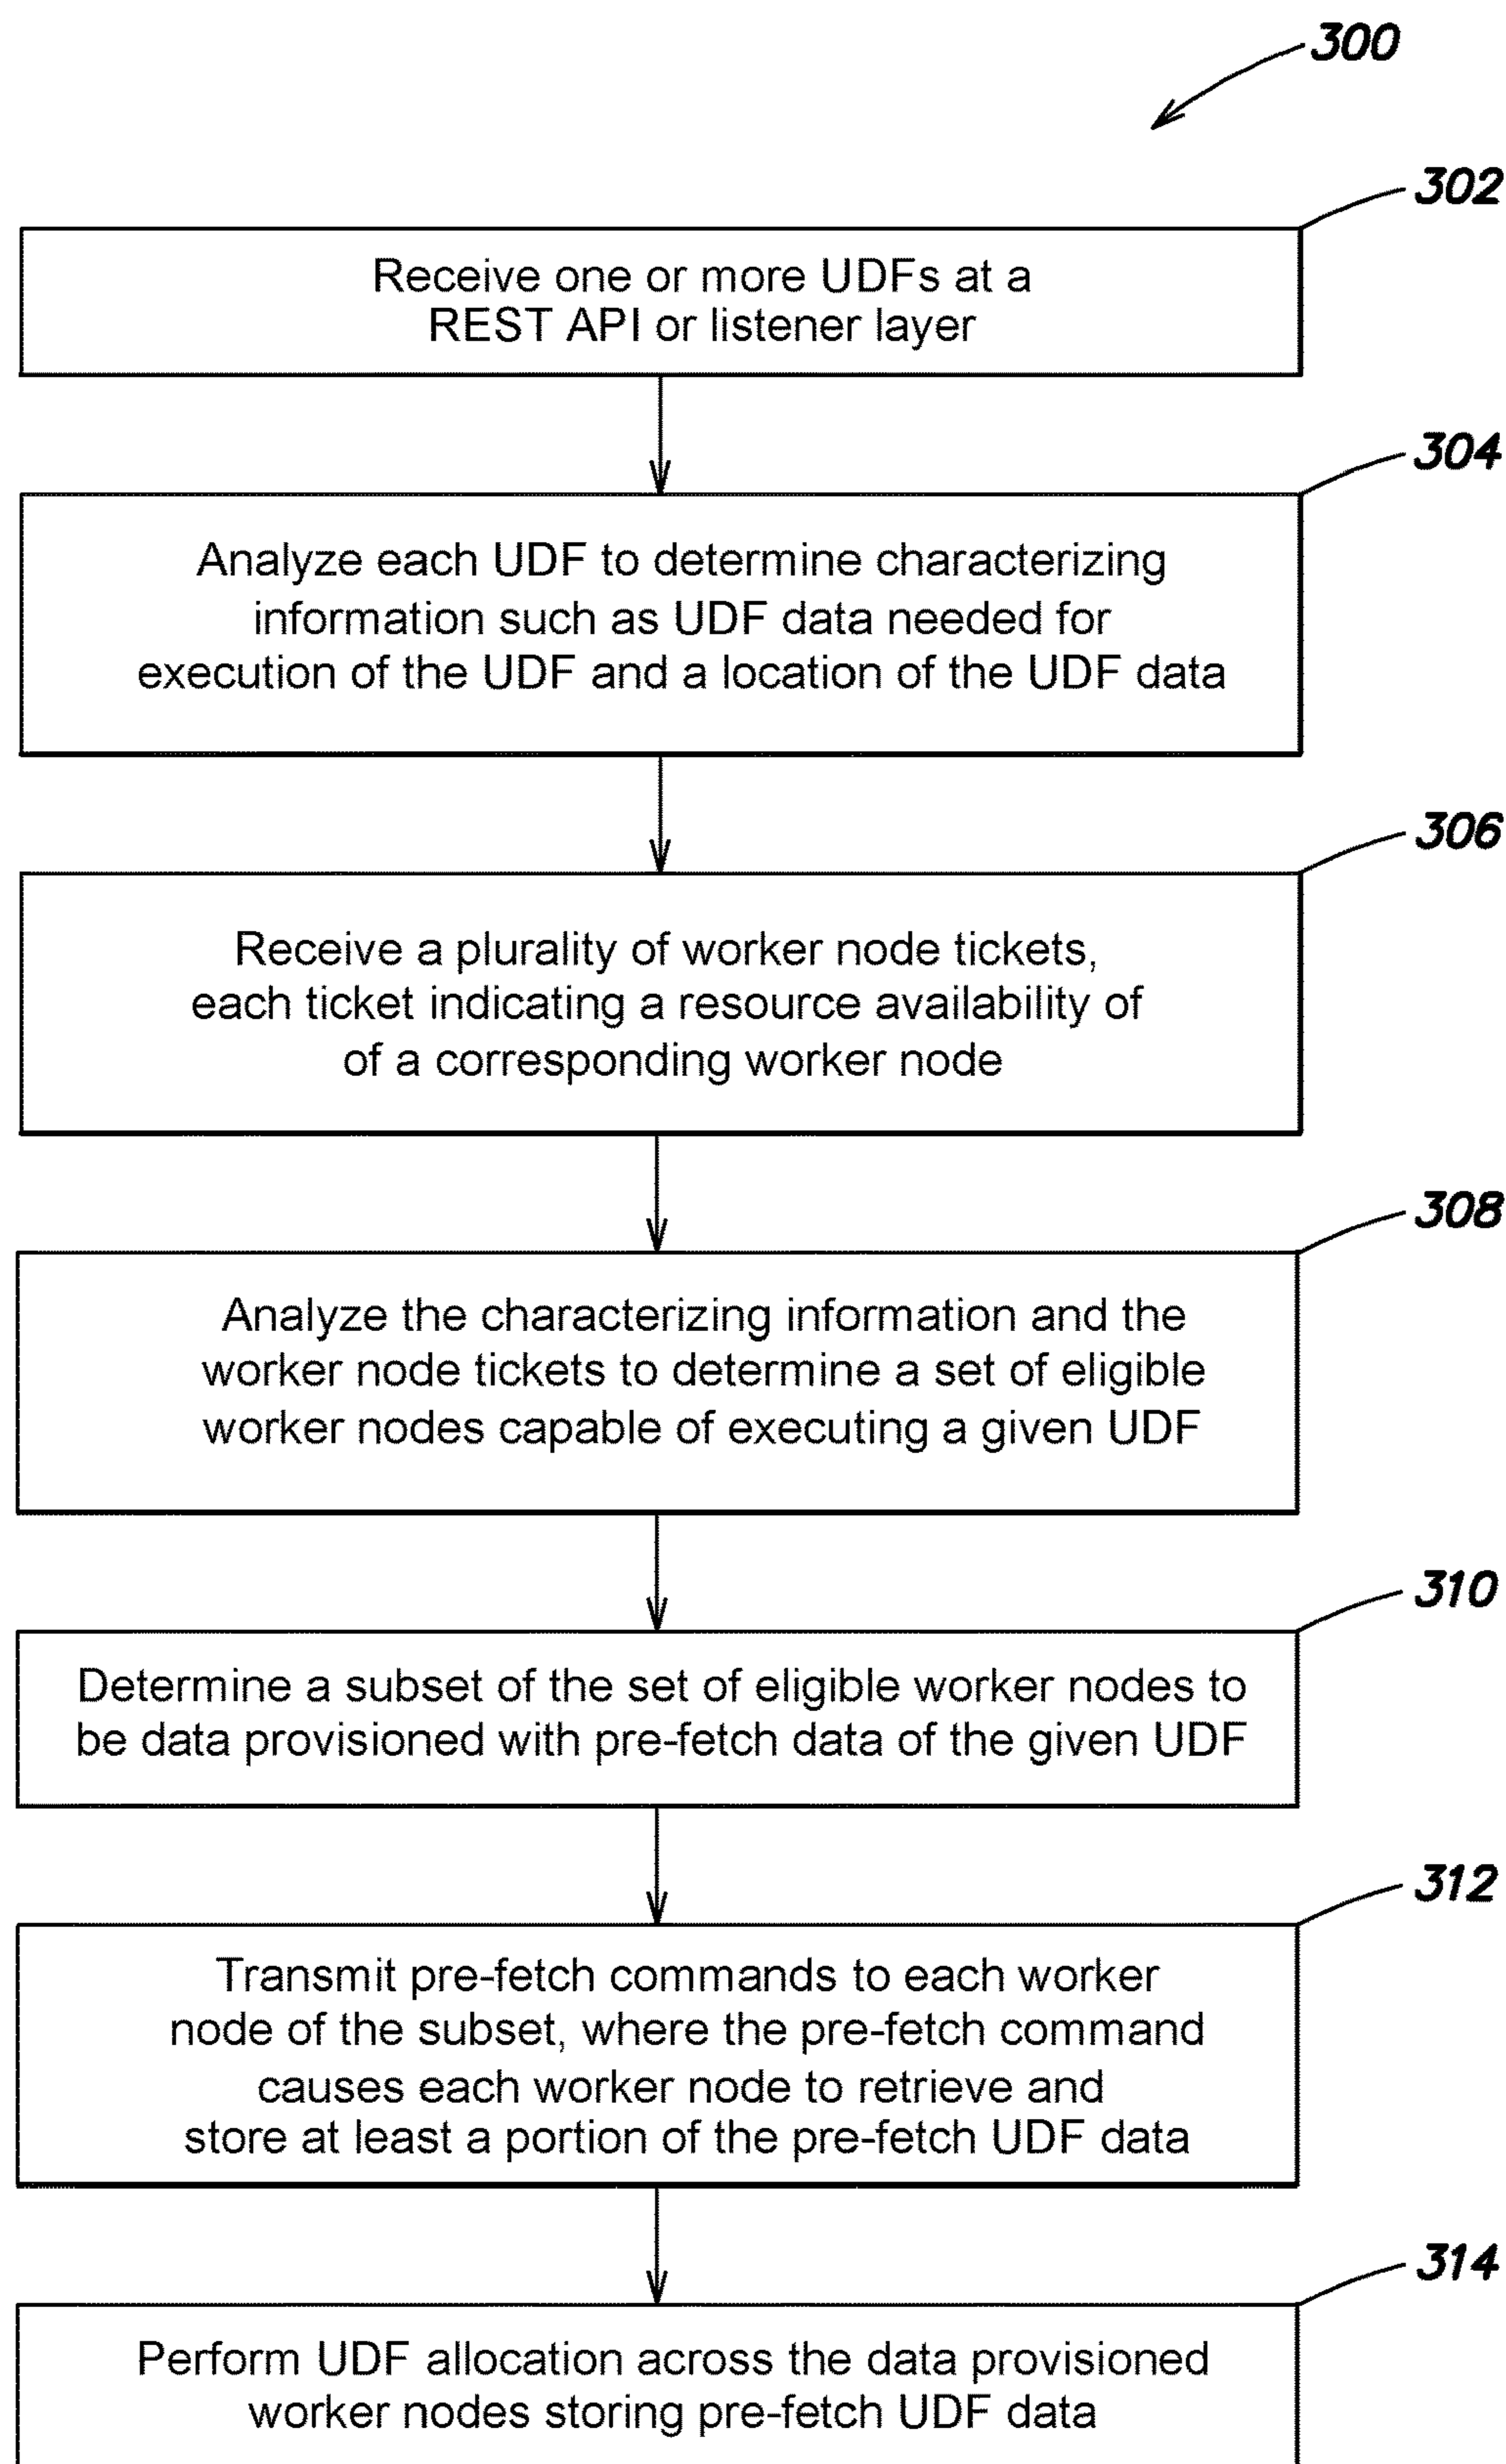 300
302
Receive one or more UDFs at a
REST API or listener layer
304
Analyze each UDF to determine characterizing
information such as UDF data needed for
execution of the UDF and a location of the UDF data
306
Receive a plurality of worker node tickets,
each ticket indicating a resource availability of
of a corresponding worker node
308
Analyze the characterizing information and the
worker node tickets to determine a set of eligible
worker nodes capable of executing a given UDF
310
Determine a subset of the set of eligible worker nodes to
be data provisioned with pre-fetch data of the given UDF
312
Transmit pre-fetch commands to each worker
node of the subset, where the pre-fetch command
causes each worker node to retrieve and
store at least a portion of the pre-fetch UDF data
314
Perform UDF allocation across the data provisioned
worker nodes storing pre-fetch UDF data